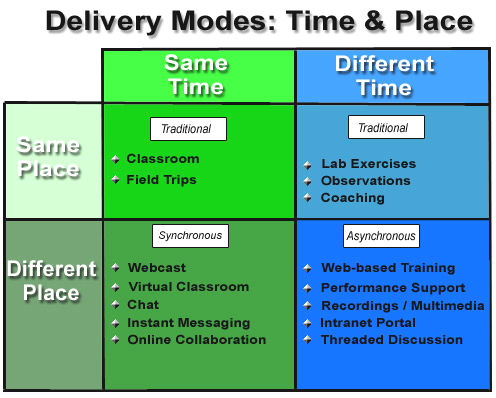 Delivery Modes: Time & Place
Same
Time
Different
Time
Same
Place
Traditional
Classroom
Field Trips
Traditional
Lab Exercises
Observations
Coaching
Different
Place
Synchronous
Webcast
Virtual Classroom
Chat
Instant Messaging
Online Collaboration
Asynchronous
Web-based Training
Performance Support
Recordings / Multimedia
Intranet Portal
Threaded Discussion